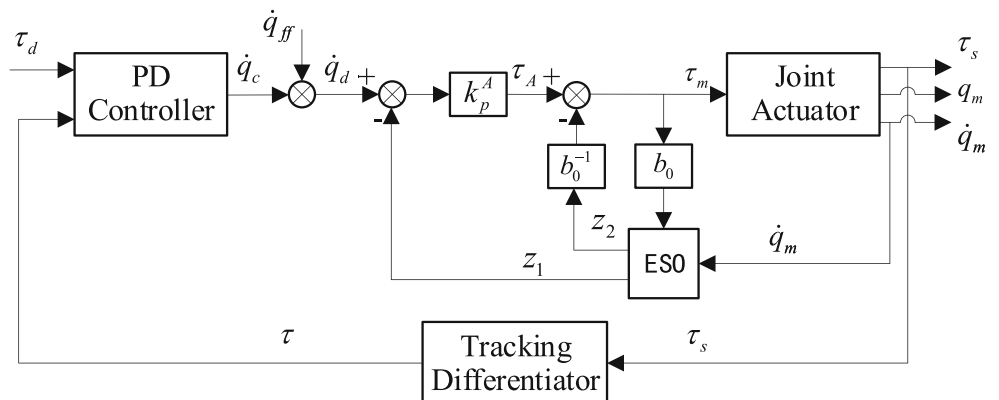 τ_d
PD
Controller
q̇_c
q̇_ff
q̇_d
+
-
k_p^A
τ_A
+
-
b_0^{-1}
b_0
τ_m
Joint
Actuator
τ_s
q_m
q̇_m
z_2
z_1
ESO
q̇_m
τ
Tracking
Differentiator
τ_s